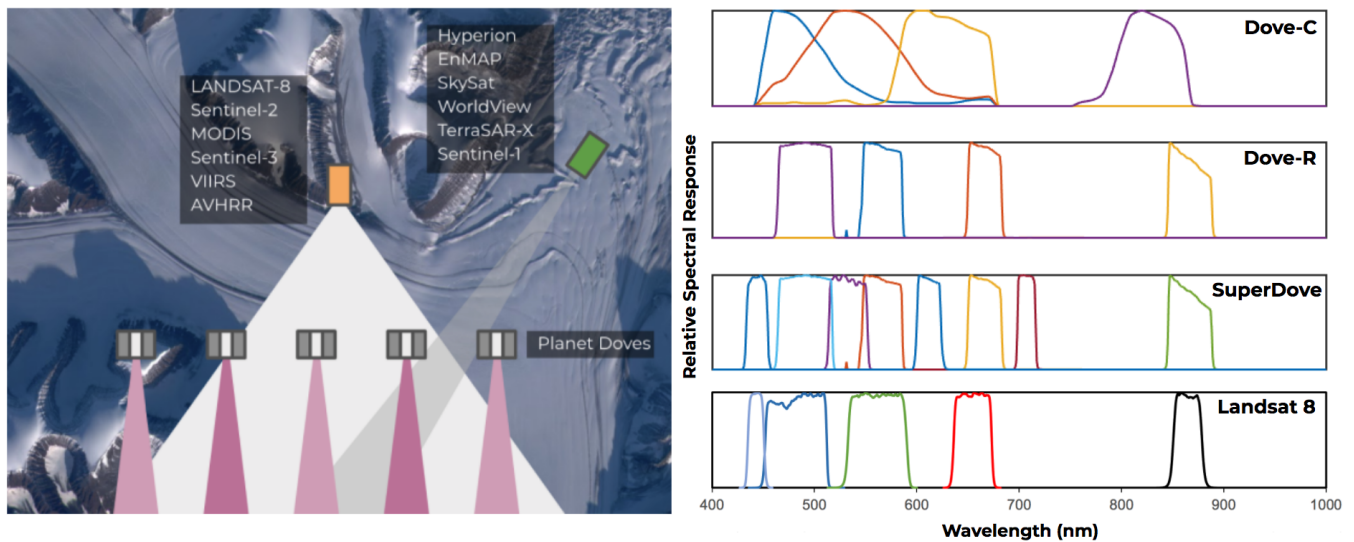 LANDSAT-8
Sentinel-2
MODIS
Sentinel-3
VIIRS
AVHRR
Hyperion
EnMAP
SkySat
WorldView
TerraSAR-X
Sentinel-1
Planet Doves
Relative Spectral Response
Dove-C
Dove-R
SuperDove
Landsat 8
400 500 600 700 800 900 1000
Wavelength (nm)